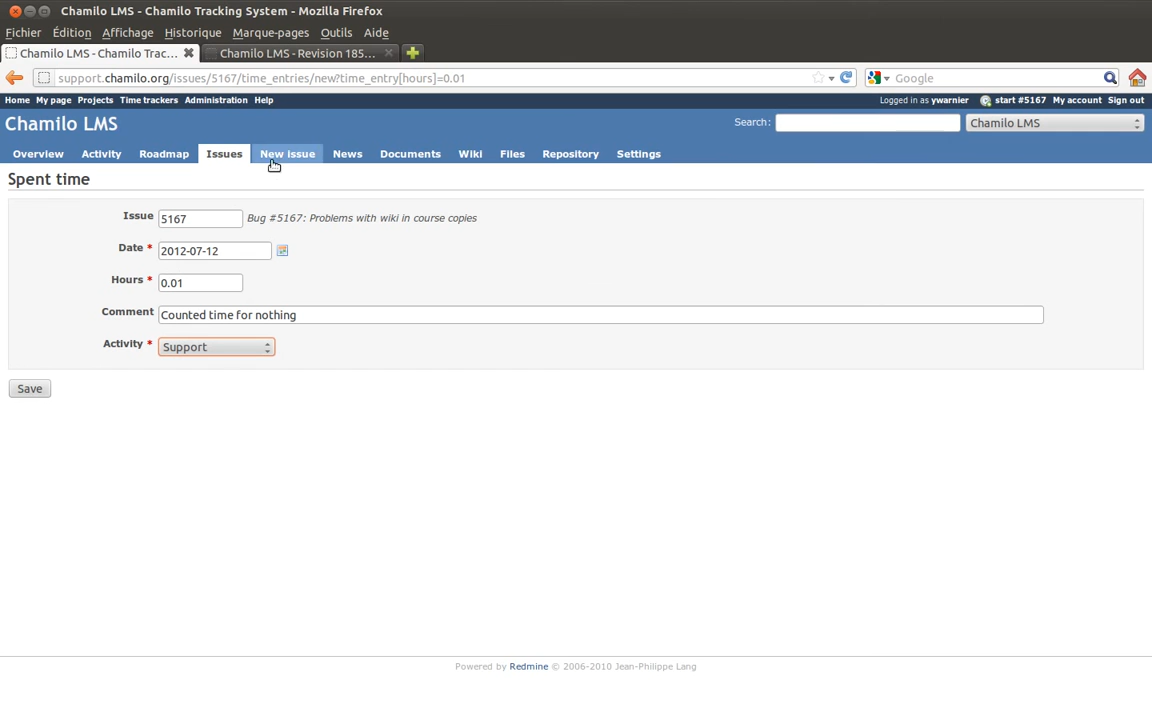 Chamilo LMS - Chamilo Tracking System - Mozilla Firefox
Fichier Édition Affichage Historique Marque-pages Outils Aide
Chamilo LMS - Chamilo Trac... Chamilo LMS - Revision 185...
support.chamilo.org/issues/5167/time_entries/new?time_entry[hours]=0.01 Google
Home My page Projects Time trackers Administration Help Logged in as ywarnier start #5167 My account Sign out
Chamilo LMS Search: Chamilo LMS
Overview Activity Roadmap Issues New issue News Documents Wiki Files Repository Settings
Spent time
Issue 5167 Bug #5167: Problems with wiki in course copies
Date * 2012-07-12
Hours * 0.01
Comment Counted time for nothing
Activity * Support
Save
Powered by Redmine © 2006-2010 Jean-Philippe Lang